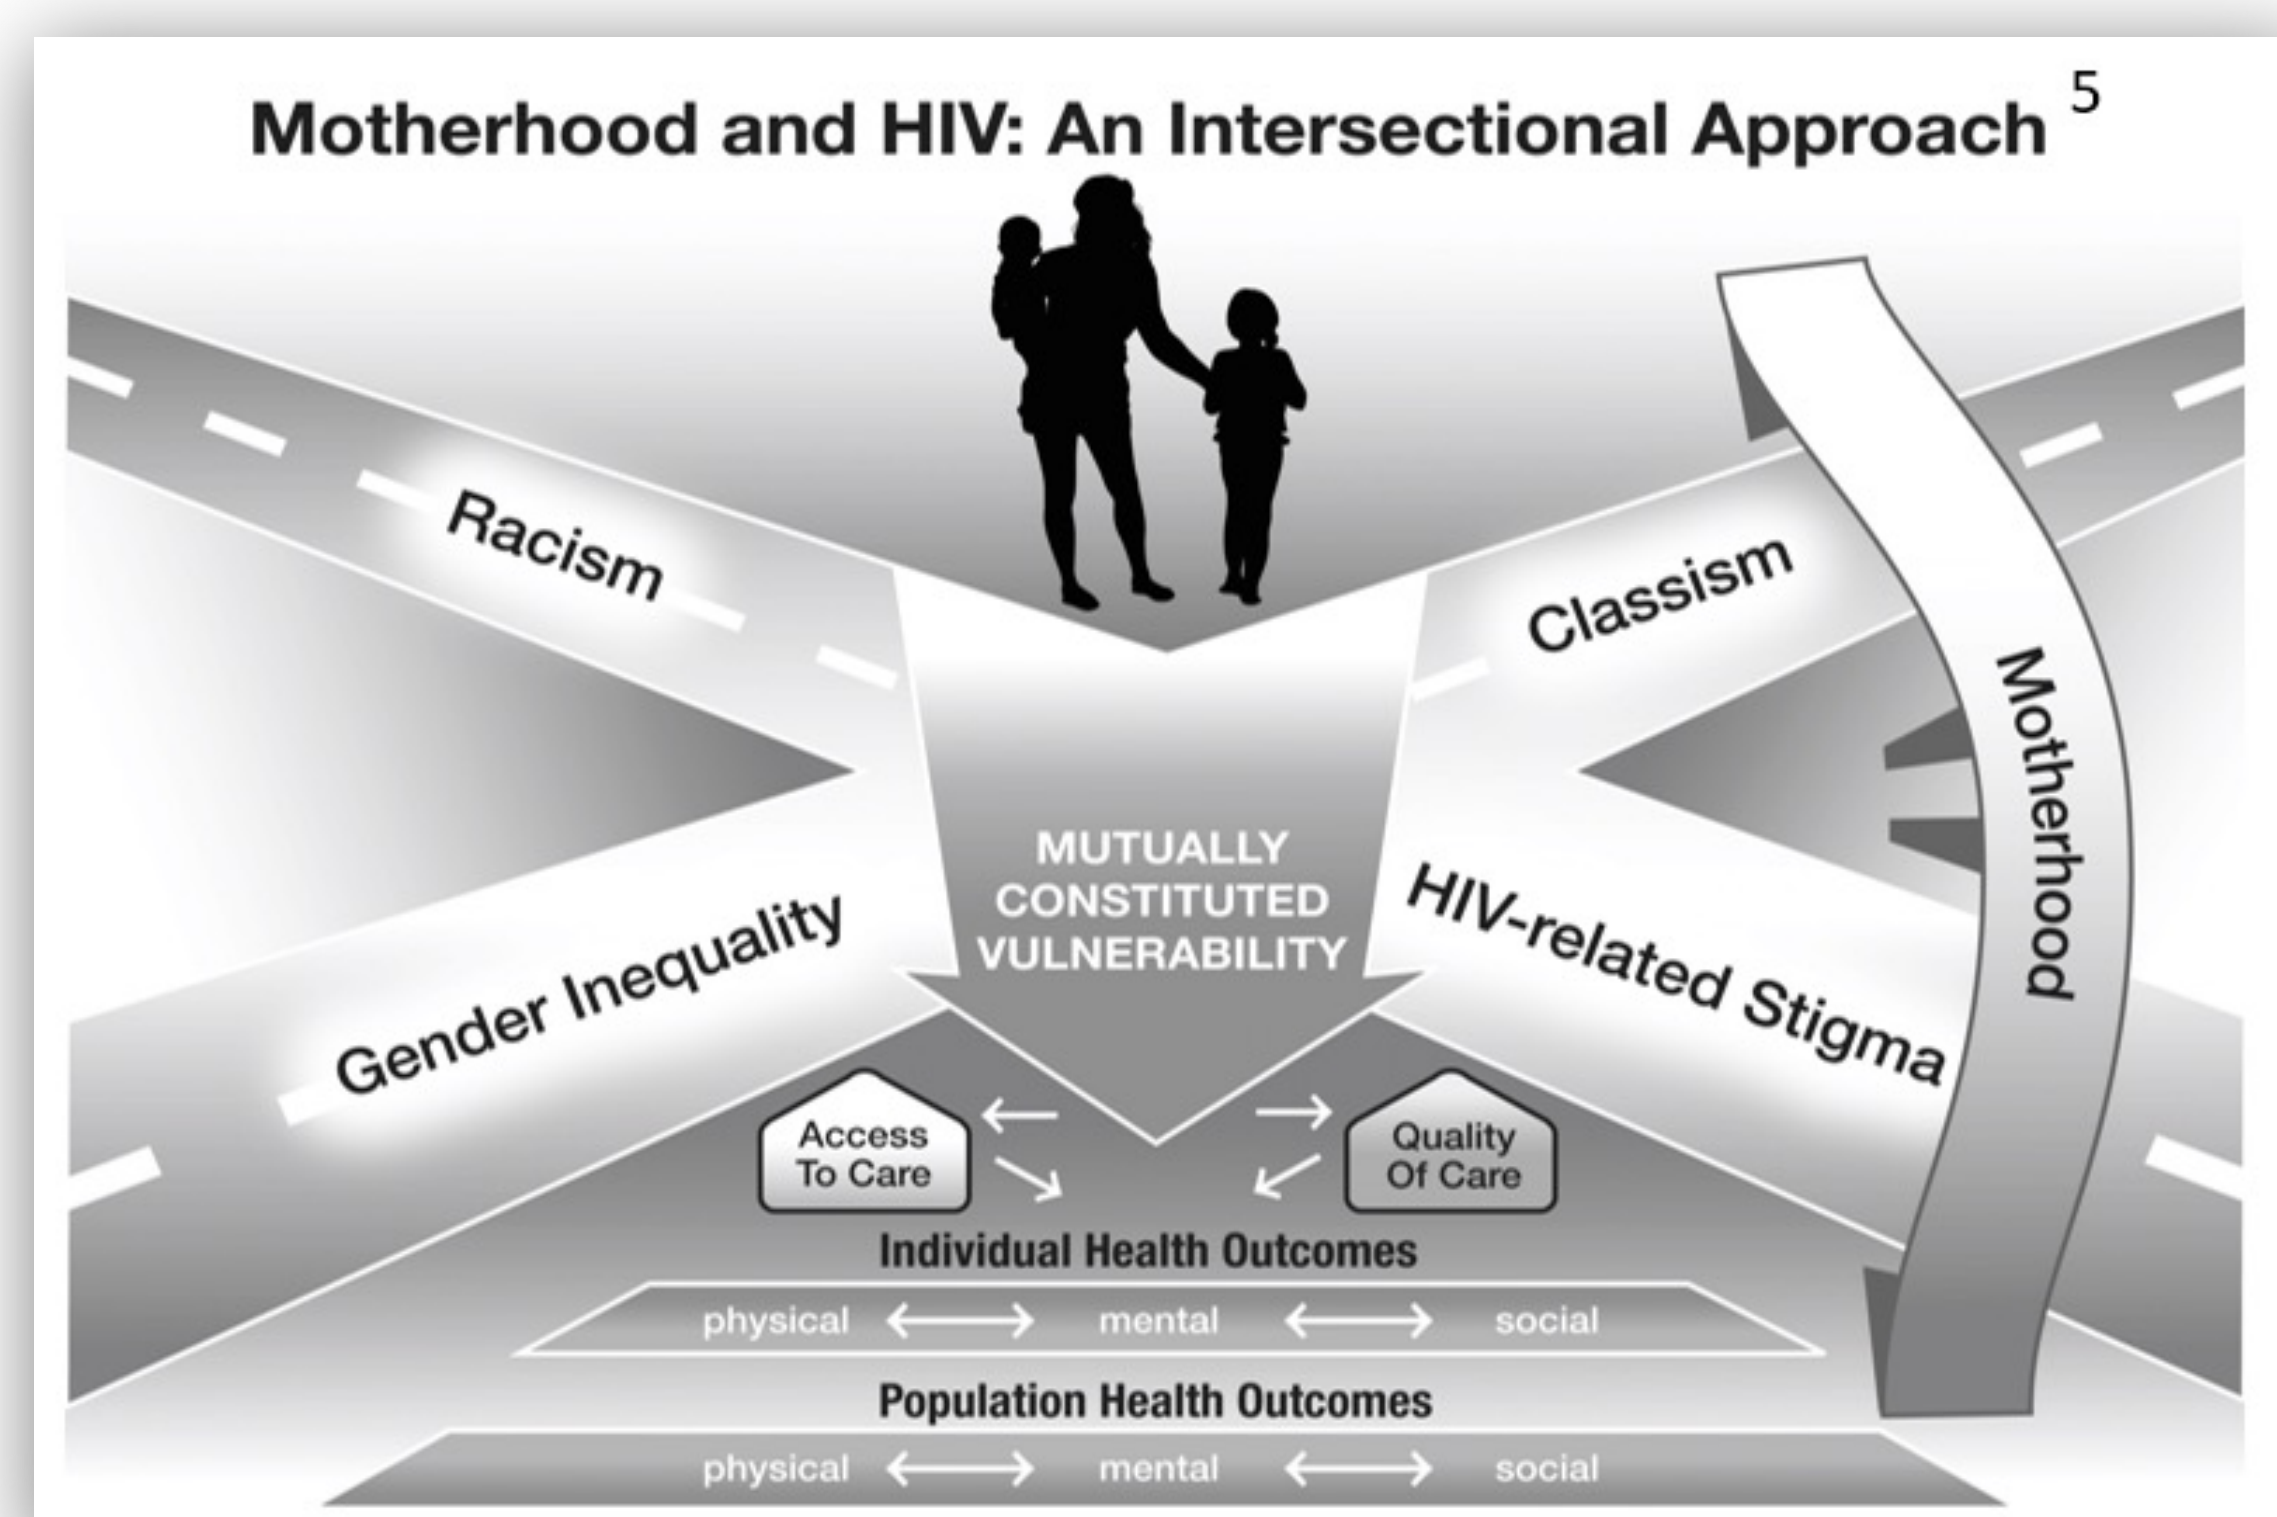 Motherhood and HIV: An Intersectional Approach 5
Racism
Classism
Motherhood
MUTUALLY
CONSTITUTED
VULNERABILITY
Gender Inequality
HIV-related Stigma
Access
To Care
Quality
Of Care
Individual Health Outcomes
physical mental social
Population Health Outcomes
physical mental social